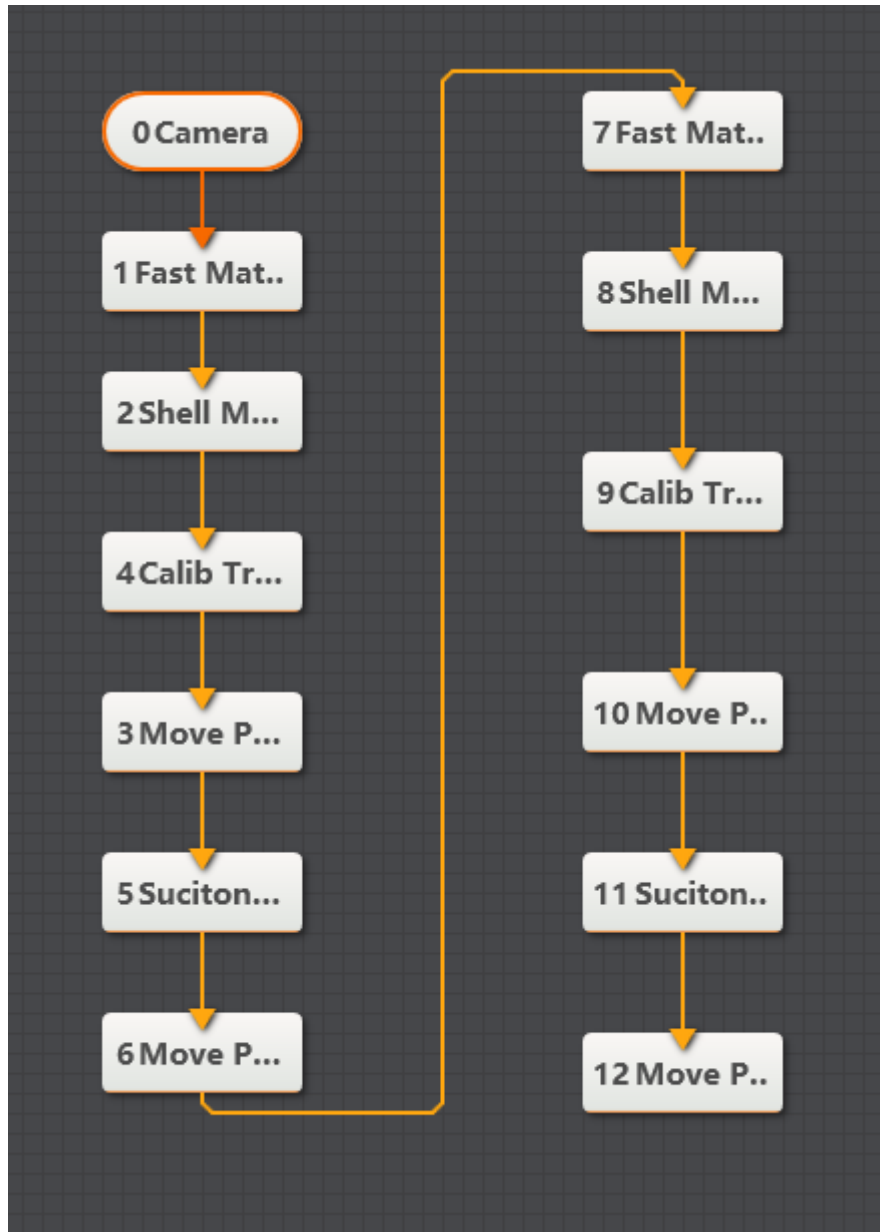 0 Camera
1 Fast Mat..
2 Shell M...
4 Calib Tr...
3 Move P...
5 Suciton...
6 Move P...
7 Fast Mat..
8 Shell M...
9 Calib Tr...
10 Move P..
11 Suciton..
12 Move P..